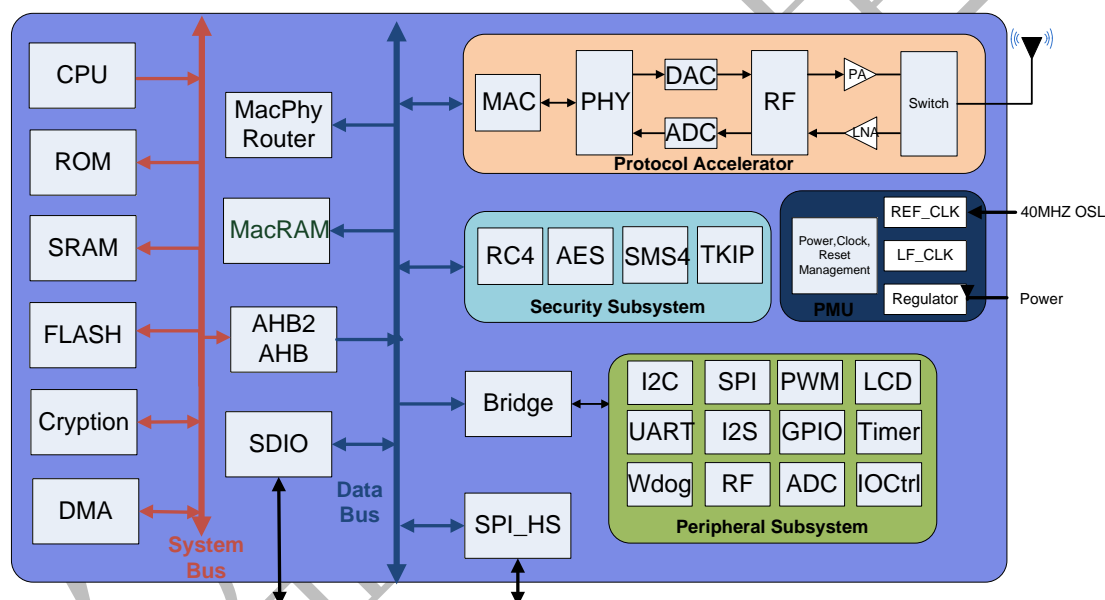 CPU
ROM
SRAM
FLASH
Cryption
DMA
System
Bus
MacPhy
Router
MacRAM
AHB2
AHB
SDIO
Data
Bus
MAC
PHY
DAC
ADC
RF
PA
LNA
Switch
Protocol Accelerator
RC4
AES
SMS4
TKIP
Security Subsystem
Power,Clock,
Reset
Management
REF_CLK
LF_CLK
Regulator
PMU
40MHZ OSL
Power
Bridge
SPI_HS
I2C
SPI
PWM
LCD
UART
I2S
GPIO
Timer
Wdog
RF
ADC
IOCtrl
Peripheral Subsystem